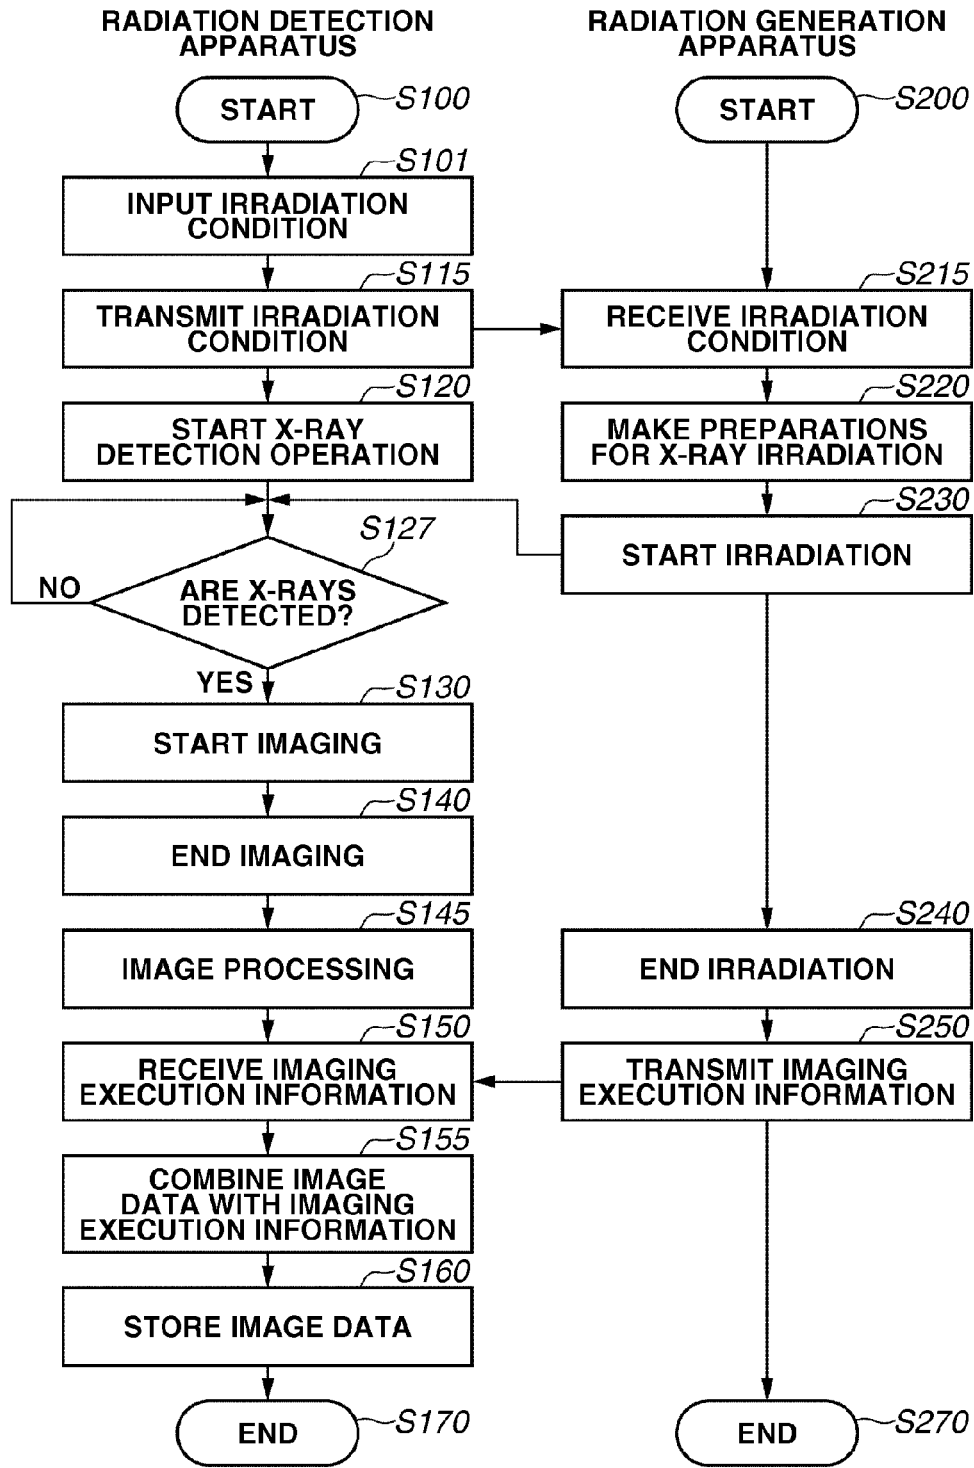 RADIATION DETECTION
APPARATUS
RADIATION GENERATION
APPARATUS
START
S100
START
S200
S101
INPUT IRRADIATION
CONDITION
S115
TRANSMIT IRRADIATION
CONDITION
S215
RECEIVE IRRADIATION
CONDITION
S120
START X-RAY
DETECTION OPERATION
S220
MAKE PREPARATIONS
FOR X-RAY IRRADIATION
S230
START IRRADIATION
S127
ARE X-RAYS
DETECTED?
NO
YES
S130
START IMAGING
S140
END IMAGING
S145
IMAGE PROCESSING
S240
END IRRADIATION
S150
RECEIVE IMAGING
EXECUTION INFORMATION
S250
TRANSMIT IMAGING
EXECUTION INFORMATION
S155
COMBINE IMAGE
DATA WITH IMAGING
EXECUTION INFORMATION
S160
STORE IMAGE DATA
END
S170
END
S270